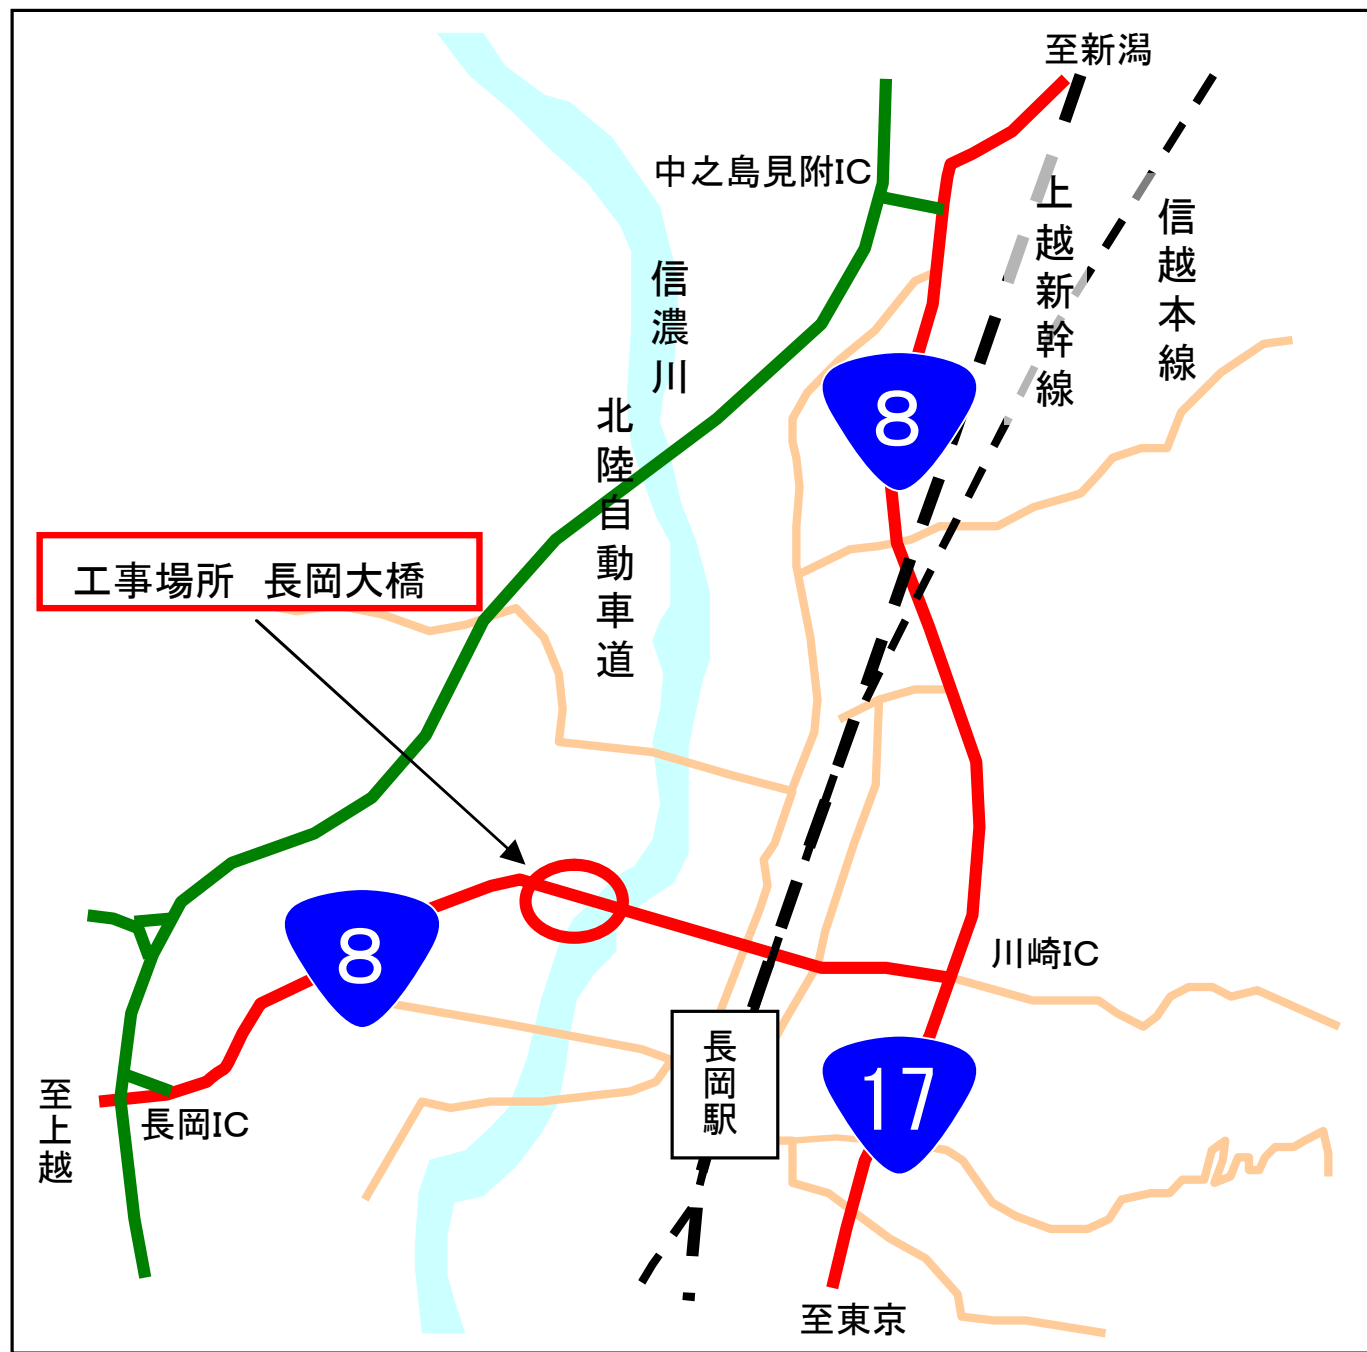 至新潟
中之島見附IC
上越新幹線
信越本線
信濃川
8
北陸自動車道
工事場所　長岡大橋
8
川崎IC
長岡駅
17
至上越
長岡IC
至東京